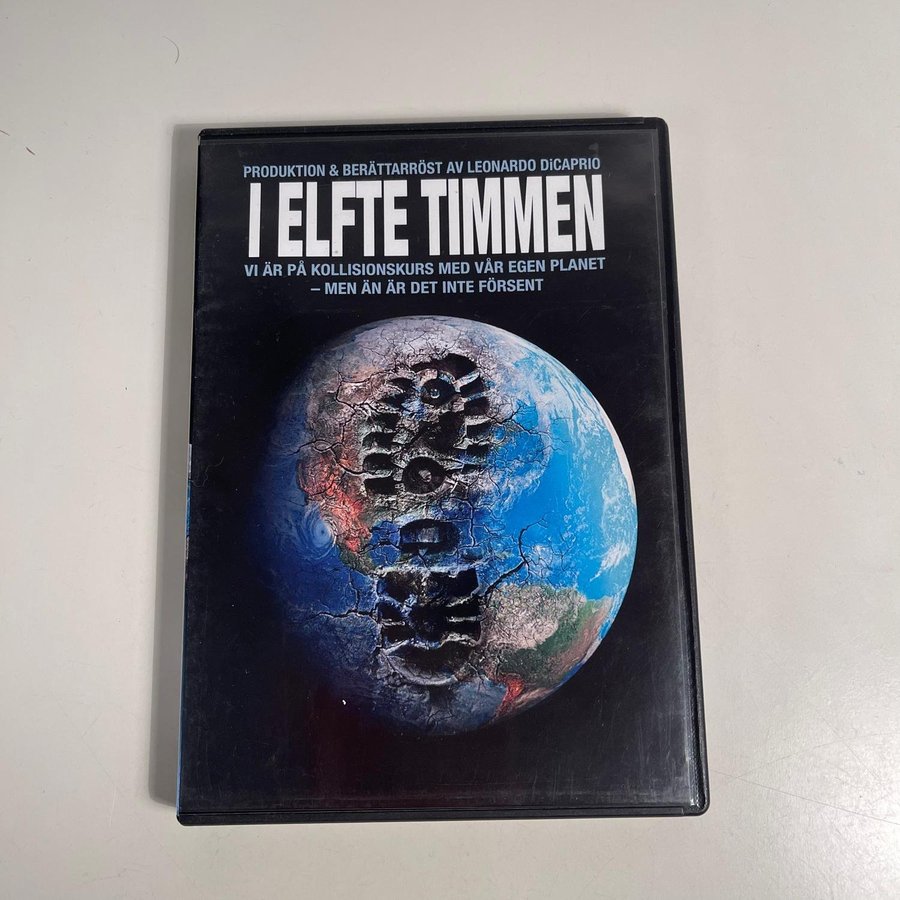 PRODUKTION & BERÄTTARRÖST AV LEONARDO DiCAPRIO
I ELFTE TIMMEN
VI ÄR PÅ KOLLISIONSKURS MED VÅR EGEN PLANET
– MEN ÄN ÄR DET INTE FÖRSENT